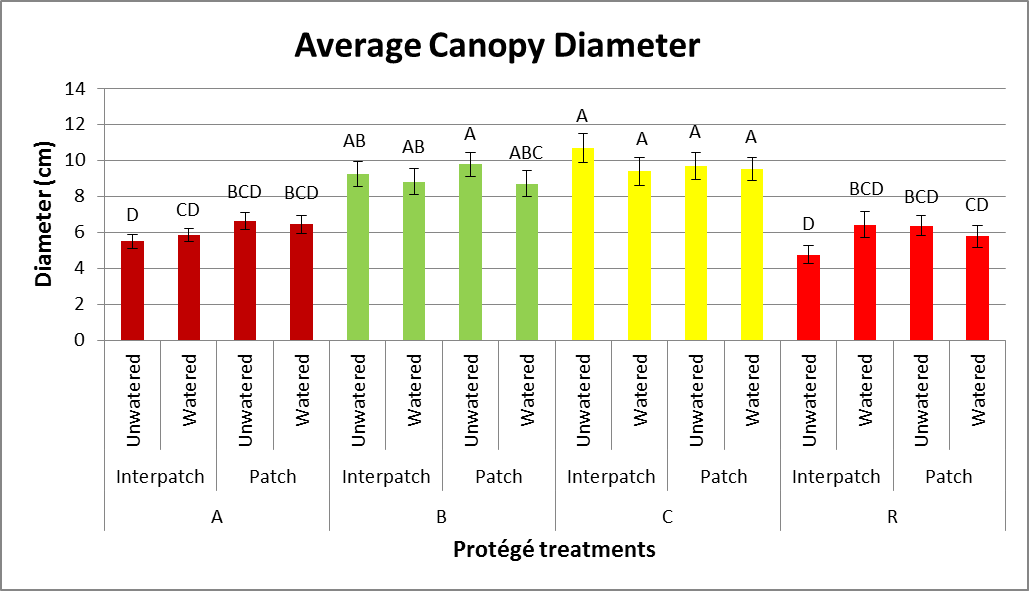 Average Canopy Diameter
Diameter (cm)
14
12
10
8
6
4
2
0
D
CD
BCD
BCD
AB
AB
A
ABC
A
A
A
A
D
BCD
BCD
CD
Unwatered
Watered
Unwatered
Watered
Unwatered
Watered
Unwatered
Watered
Unwatered
Watered
Unwatered
Watered
Unwatered
Watered
Unwatered
Watered
Interpatch Patch Interpatch Patch Interpatch Patch Interpatch Patch
A B C R
Protégé treatments